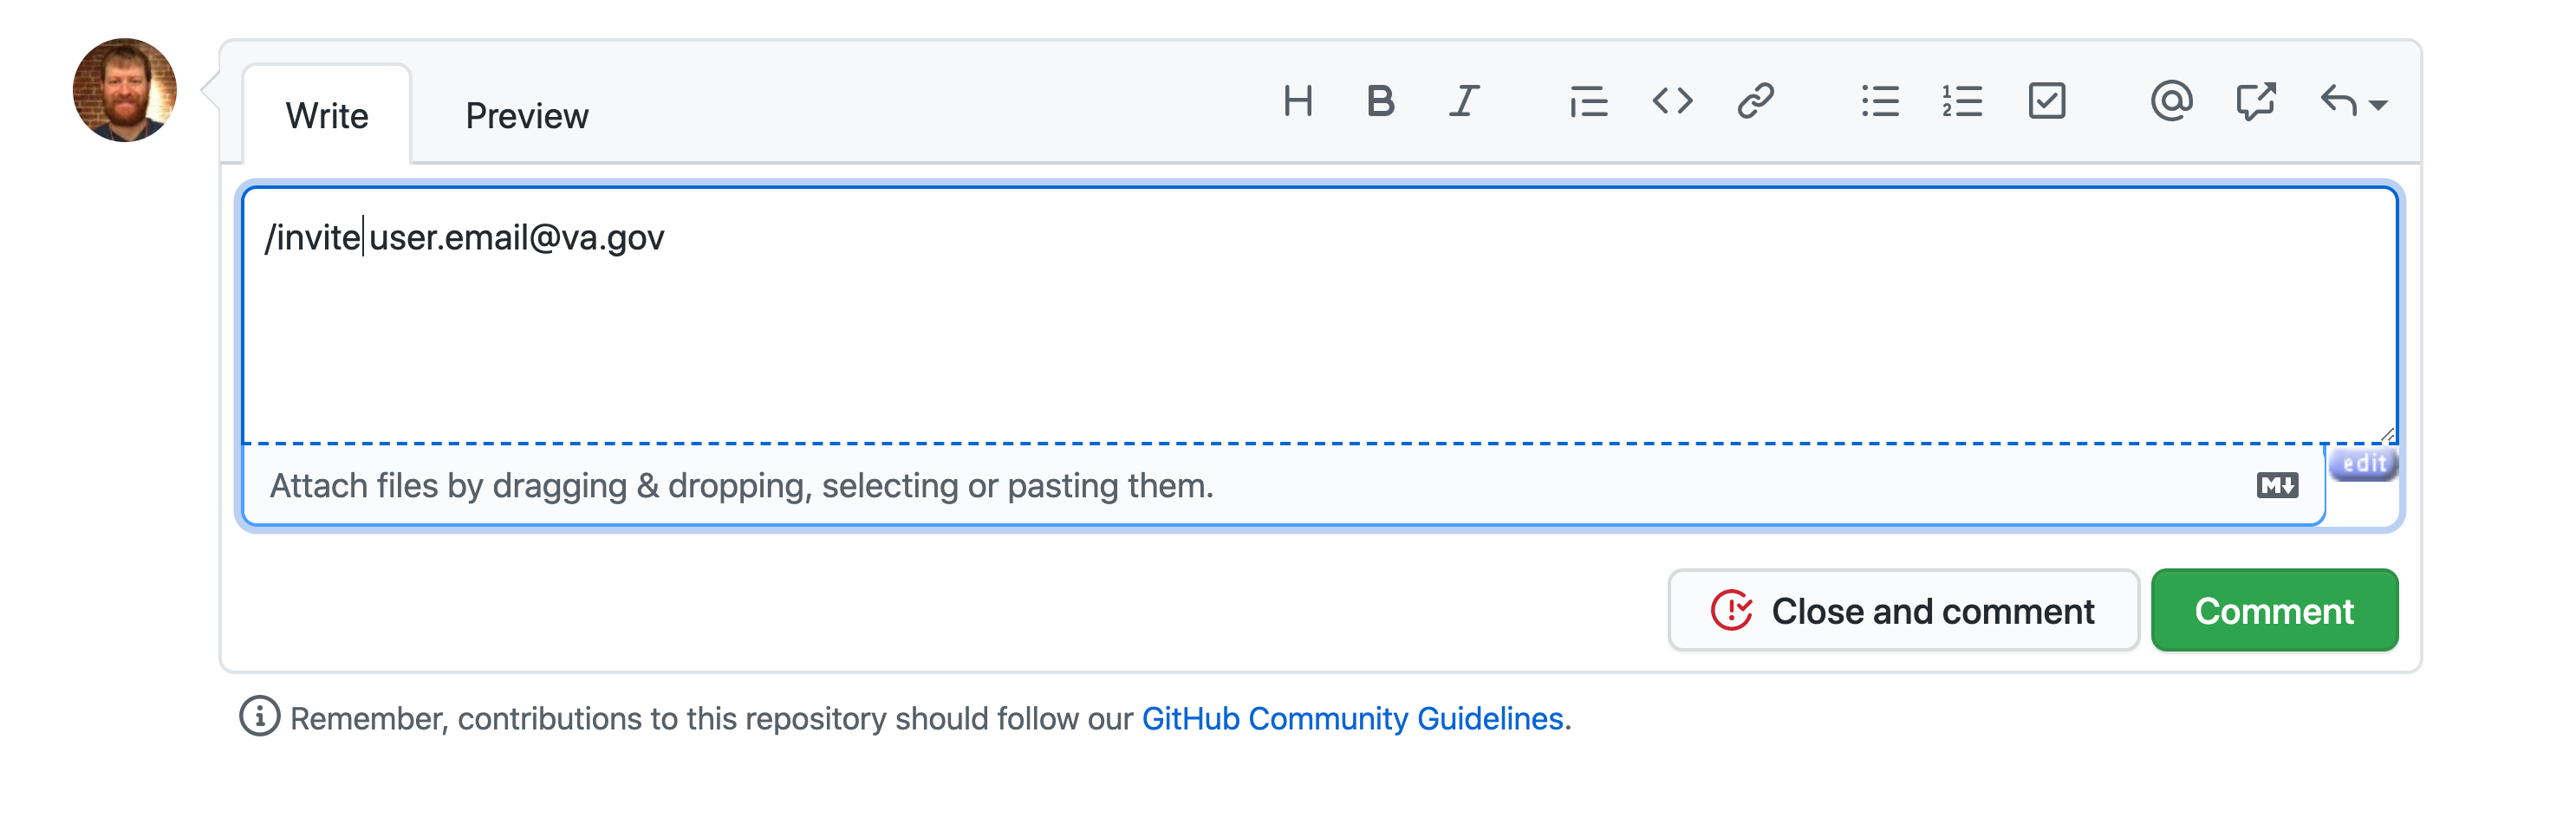 Write Preview
/invite user.email@va.gov
Attach files by dragging & dropping, selecting or pasting them.
edit
Close and comment Comment
Remember, contributions to this repository should follow our GitHub Community Guidelines.